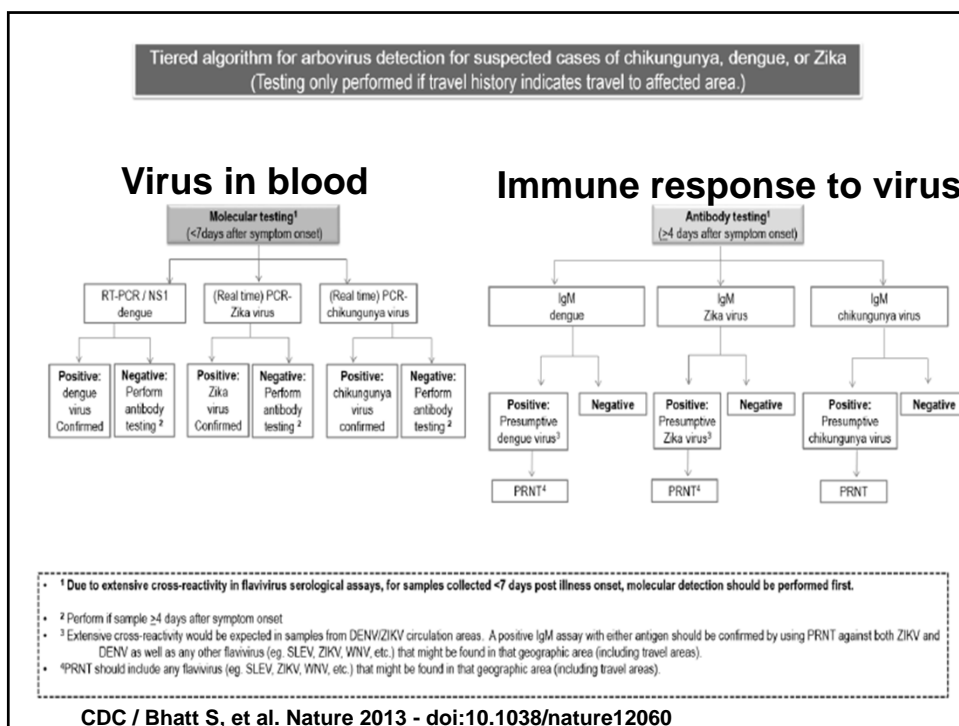 Tiered algorithm for arbovirus detection for suspected cases of chikungunya, dengue, or Zika
(Testing only performed if travel history indicates travel to affected area.)
Virus in blood
Molecular testing¹
(<7days after symptom onset)
RT-PCR / NS1
dengue
(Real time) PCR-
Zika virus
(Real time) PCR-
chikungunya virus
Positive:
dengue
virus
Confirmed
Negative:
Perform
antibody
testing ²
Positive:
Zika
virus
Confirmed
Negative:
Perform
antibody
testing ²
Positive:
chikungunya
virus
confirmed
Negative:
Perform
antibody
testing ²
Immune response to virus
Antibody testing¹
(≥4 days after symptom onset)
IgM
dengue
IgM
Zika virus
IgM
chikungunya virus
Positive:
Presumptive
dengue virus³
Negative
Positive:
Presumptive
Zika virus³
Negative
Positive:
Presumptive
chikungunya virus
Negative
PRNT⁴
PRNT⁴
PRNT
• ¹ Due to extensive cross-reactivity in flavivirus serological assays, for samples collected <7 days post illness onset, molecular detection should be performed first.
• ² Perform if sample ≥4 days after symptom onset
• ³ Extensive cross-reactivity would be expected in samples from DENV/ZIKV circulation areas. A positive IgM assay with either antigen should be confirmed by using PRNT against both ZIKV and
DENV as well as any other flavivirus (eg. SLEV, ZIKV, WNV, etc.) that might be found in that geographic area (including travel areas).
• ⁴PRNT should include any flavivirus (eg. SLEV, ZIKV, WNV, etc.) that might be found in that geographic area (including travel areas).
CDC / Bhatt S, et al. Nature 2013 - doi:10.1038/nature12060